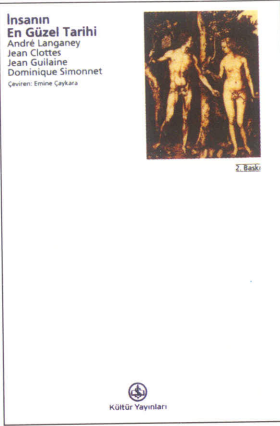 İnsanın
En Güzel Tarihi
André Langaney
Jean Clottes
Jean Guilaine
Dominique Simonnet
Çeviren: Emine Çaykara
2. Baskı
Kültür Yayınları